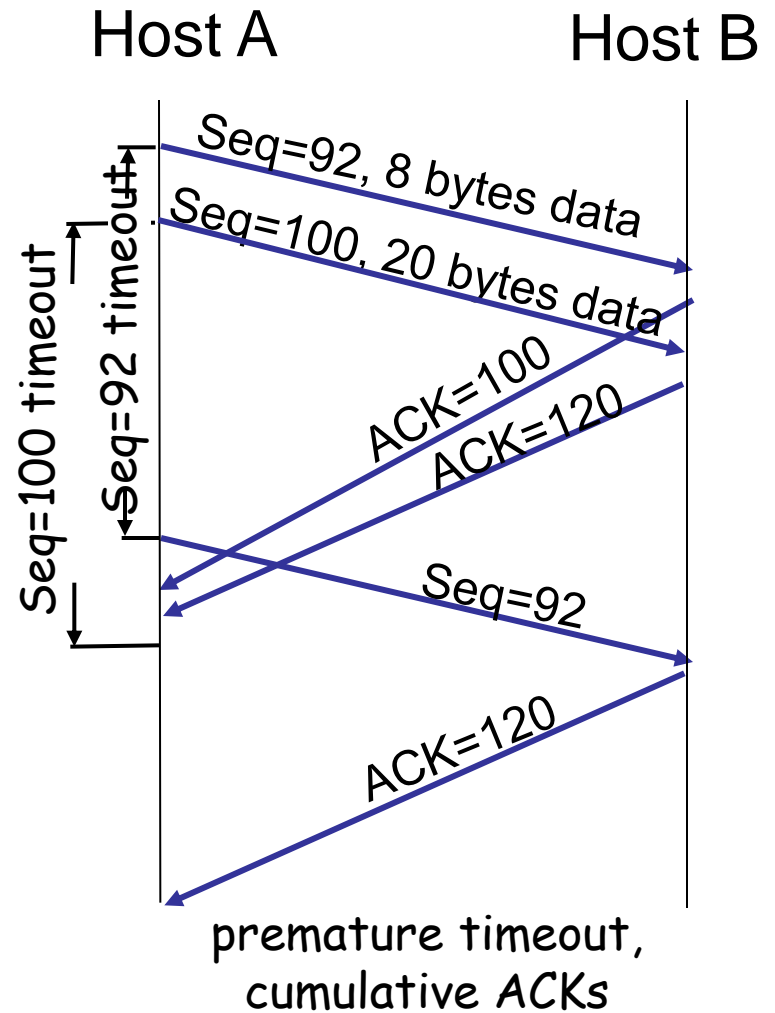 Host A
Host B
Seq=92, 8 bytes data
Seq=100, 20 bytes data
Seq=92 timeout
Seq=100 timeout
ACK=100
ACK=120
Seq=92
ACK=120
premature timeout,
cumulative ACKs